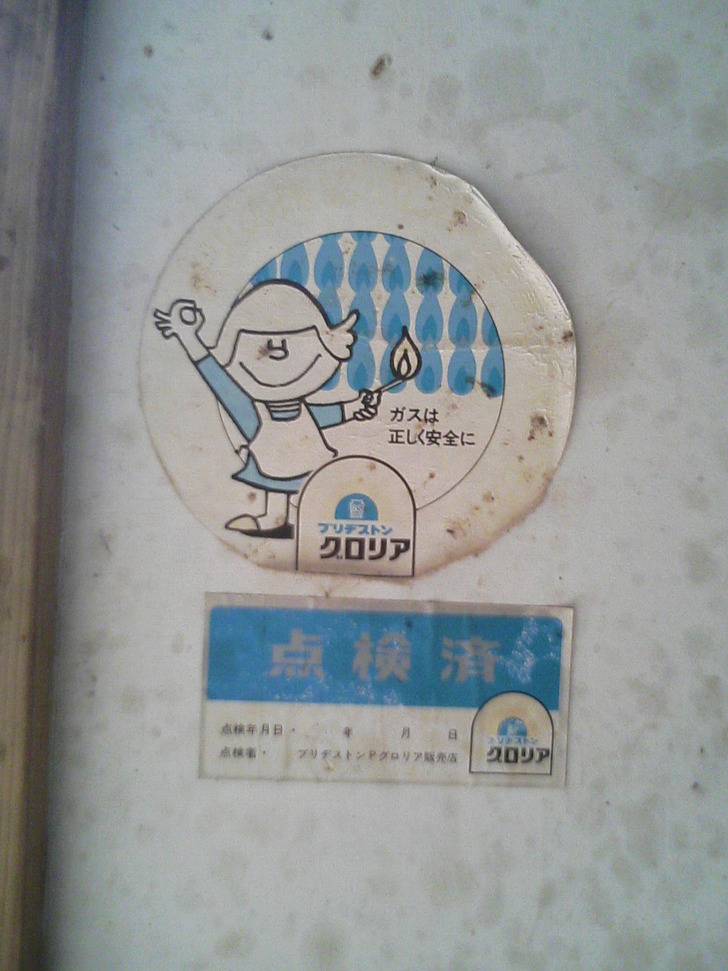 ガスは
正しく安全に
ブリヂストン
グロリア
点検済
点検年月日・ 年 月 日
点検者・ ブリヂストンPグロリア販売店
ブリヂストン
グロリア